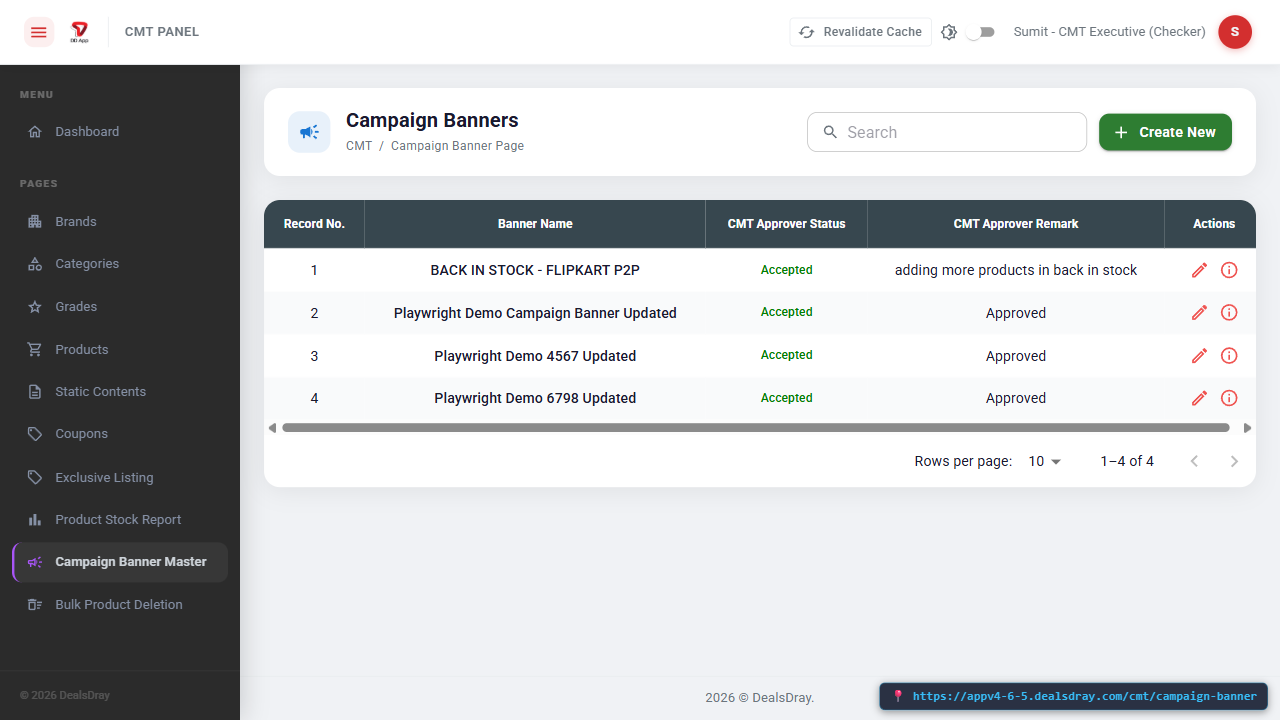 DD App
CMT PANEL
Revalidate Cache
Sumit - CMT Executive (Checker)
S
MENU
Dashboard
PAGES
Brands
Categories
Grades
Products
Static Contents
Coupons
Exclusive Listing
Product Stock Report
Campaign Banner Master
Bulk Product Deletion
© 2026 DealsDray
Campaign Banners
CMT / Campaign Banner Page
Search
Create New
Record No. Banner Name CMT Approver Status CMT Approver Remark Actions
1 BACK IN STOCK - FLIPKART P2P Accepted adding more products in back in stock
2 Playwright Demo Campaign Banner Updated Accepted Approved
3 Playwright Demo 4567 Updated Accepted Approved
4 Playwright Demo 6798 Updated Accepted Approved
Rows per page: 10 1–4 of 4
2026 © DealsDray.
https://appv4-6-5.dealsdray.com/cmt/campaign-banner